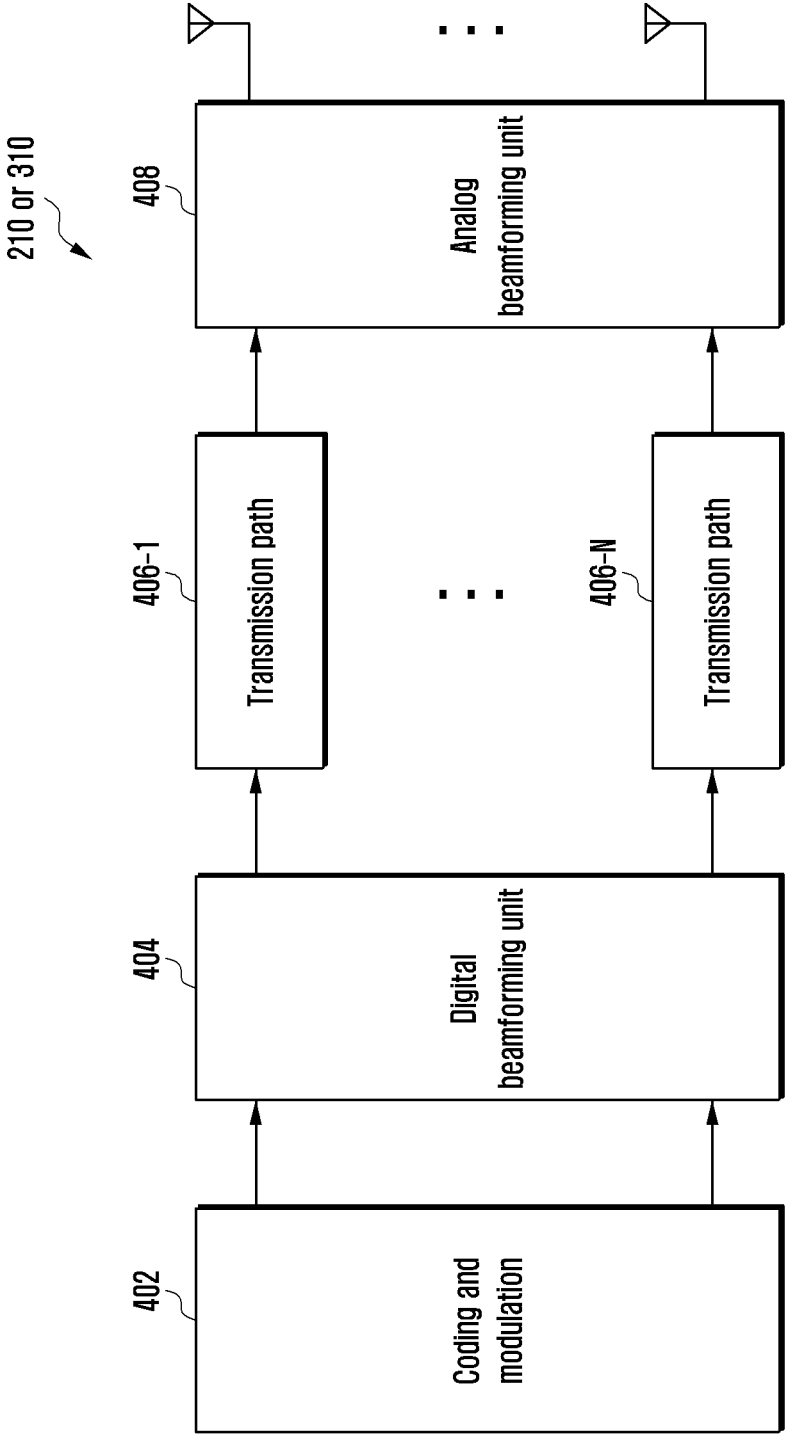 210 or 310
402
404
406-1
408
Coding and
modulation
Digital
beamforming unit
Transmission path
Analog
beamforming unit
406-N
Transmission path